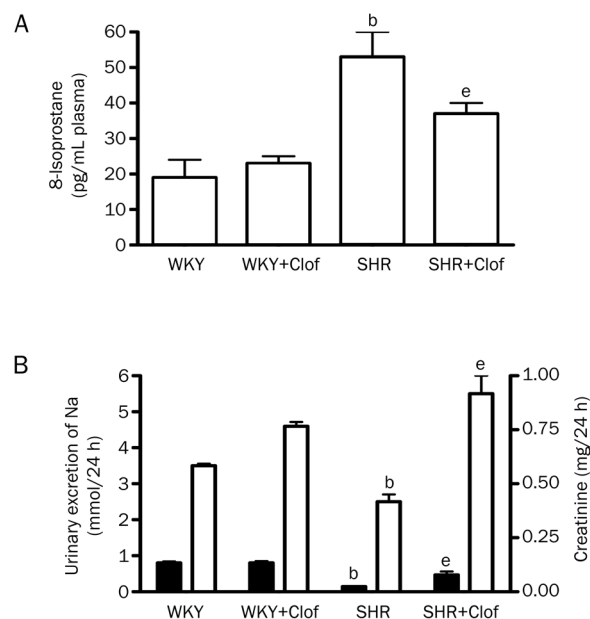 A
8-Isoprostane
(pg/mL plasma)
60
50
40
30
20
10
0
b
e
WKY
WKY+Clof
SHR
SHR+Clof
B
Urinary excretion of Na
(mmol/24 h)
6
5
4
3
2
1
0
b
b
e
e
1.00
0.75
0.50
0.25
0.00
Creatinine (mg/24 h)
WKY
WKY+Clof
SHR
SHR+Clof